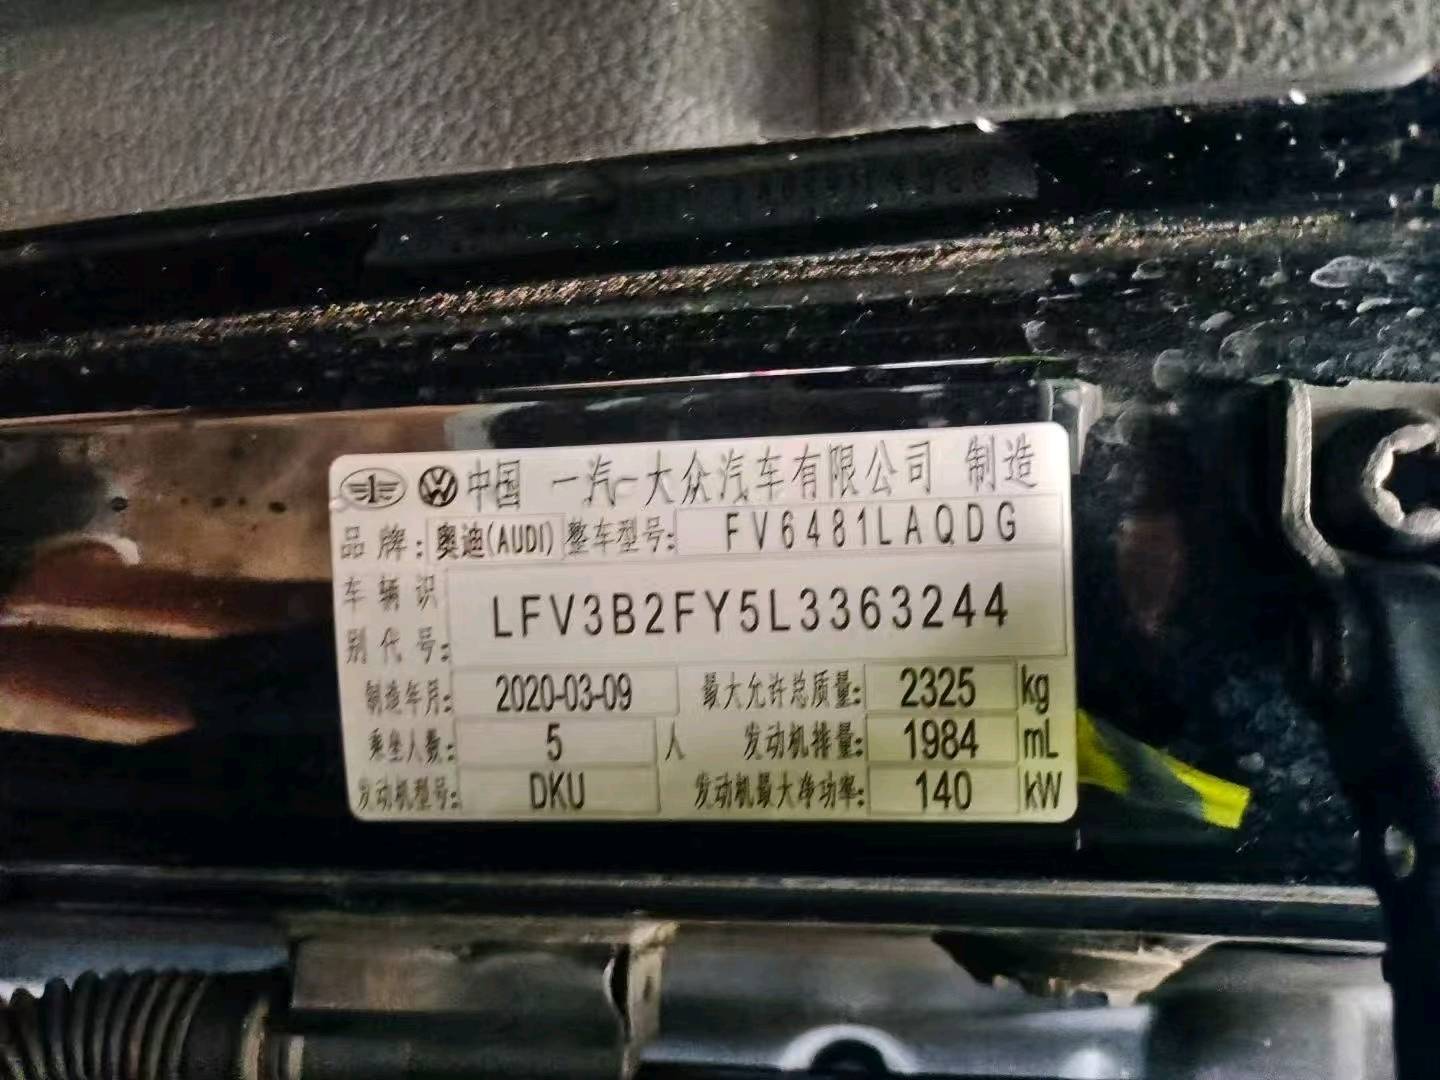 中国 一汽-大众汽车有限公司 制造
品牌: 奥迪(AUDI) 整车型号: FV6481LAQDG
车辆识别代号: LFV3B2FY5L3363244
制造年月: 2020-03-09 最大允许总质量: 2325 kg
乘坐人数: 5 人 发动机排量: 1984 mL
发动机型号: DKU 发动机最大净功率: 140 kW